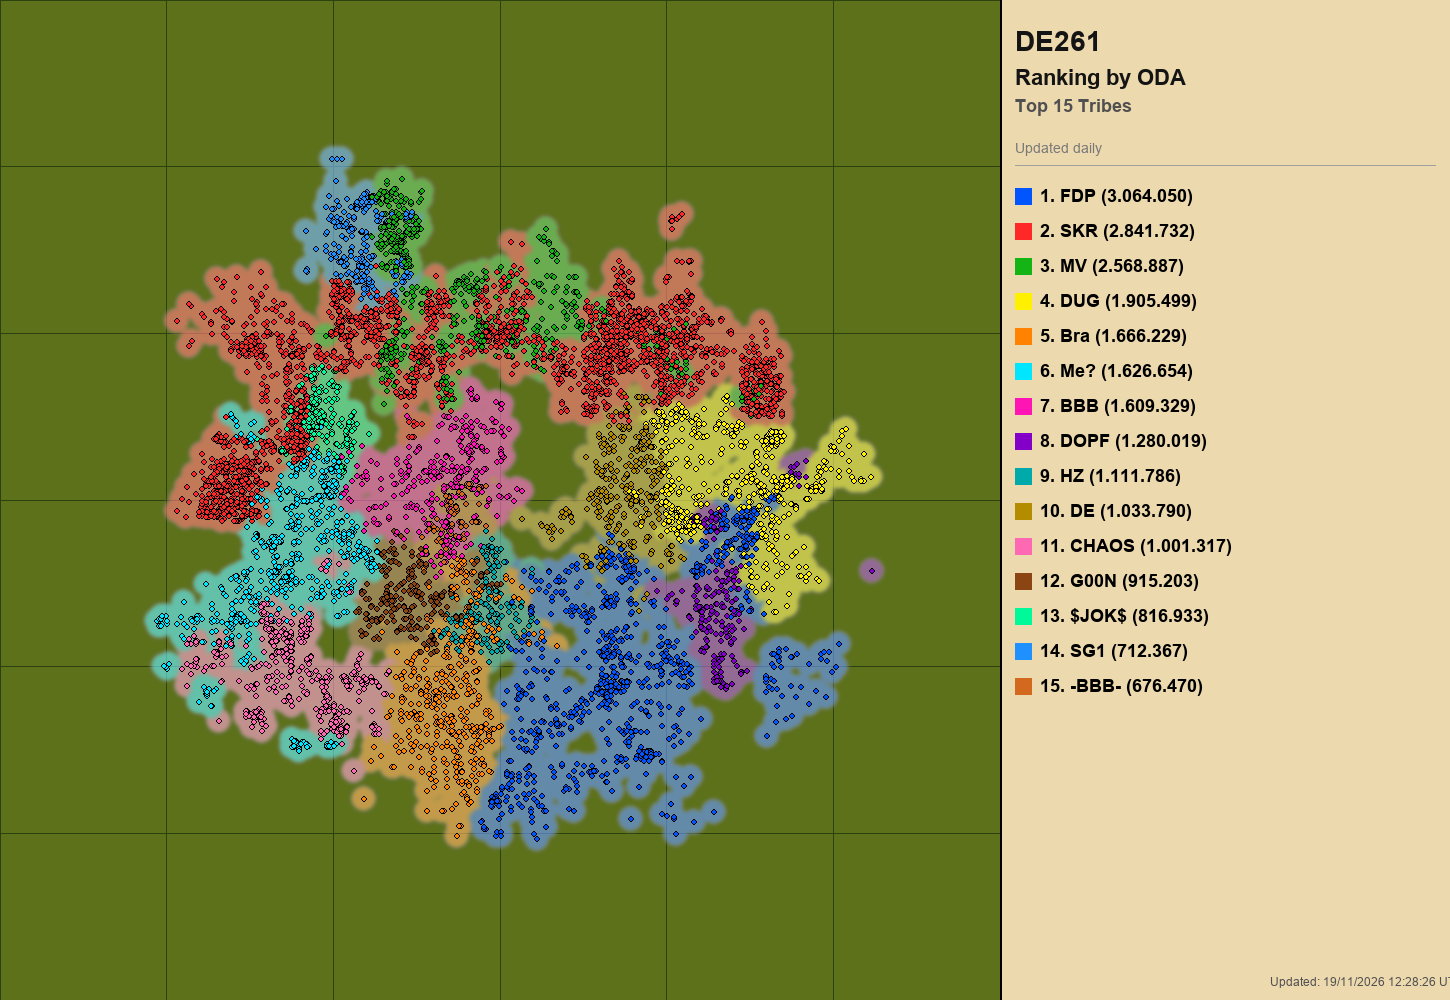 DE261
Ranking by ODA
Top 15 Tribes
Updated daily
1. FDP (3.064.050)
2. SKR (2.841.732)
3. MV (2.568.887)
4. DUG (1.905.499)
5. Bra (1.666.229)
6. Me? (1.626.654)
7. BBB (1.609.329)
8. DOPF (1.280.019)
9. HZ (1.111.786)
10. DE (1.033.790)
11. CHAOS (1.001.317)
12. G00N (915.203)
13. $JOK$ (816.933)
14. SG1 (712.367)
15. -BBB- (676.470)
Updated: 19/11/2026 12:28:26 U